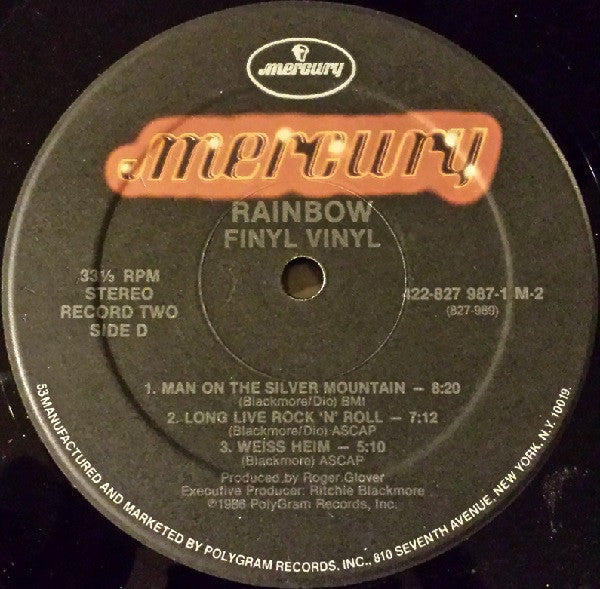 mercury
mercury
RAINBOW
FINYL VINYL
33⅓ RPM
STEREO
RECORD TWO
SIDE D
422-827 987-1 M-2
(827-989)
1. MAN ON THE SILVER MOUNTAIN – 8:20
(Blackmore/Dio) BMI
2. LONG LIVE ROCK 'N' ROLL – 7:12
(Blackmore/Dio) ASCAP
3. WEISS HEIM – 5:10
(Blackmore) ASCAP
Produced by Roger Glover
Executive Producer: Ritchie Blackmore
℗1986 PolyGram Records, Inc.
53 MANUFACTURED AND MARKETED BY POLYGRAM RECORDS, INC., 810 SEVENTH AVENUE, NEW YORK, N.Y. 10019.